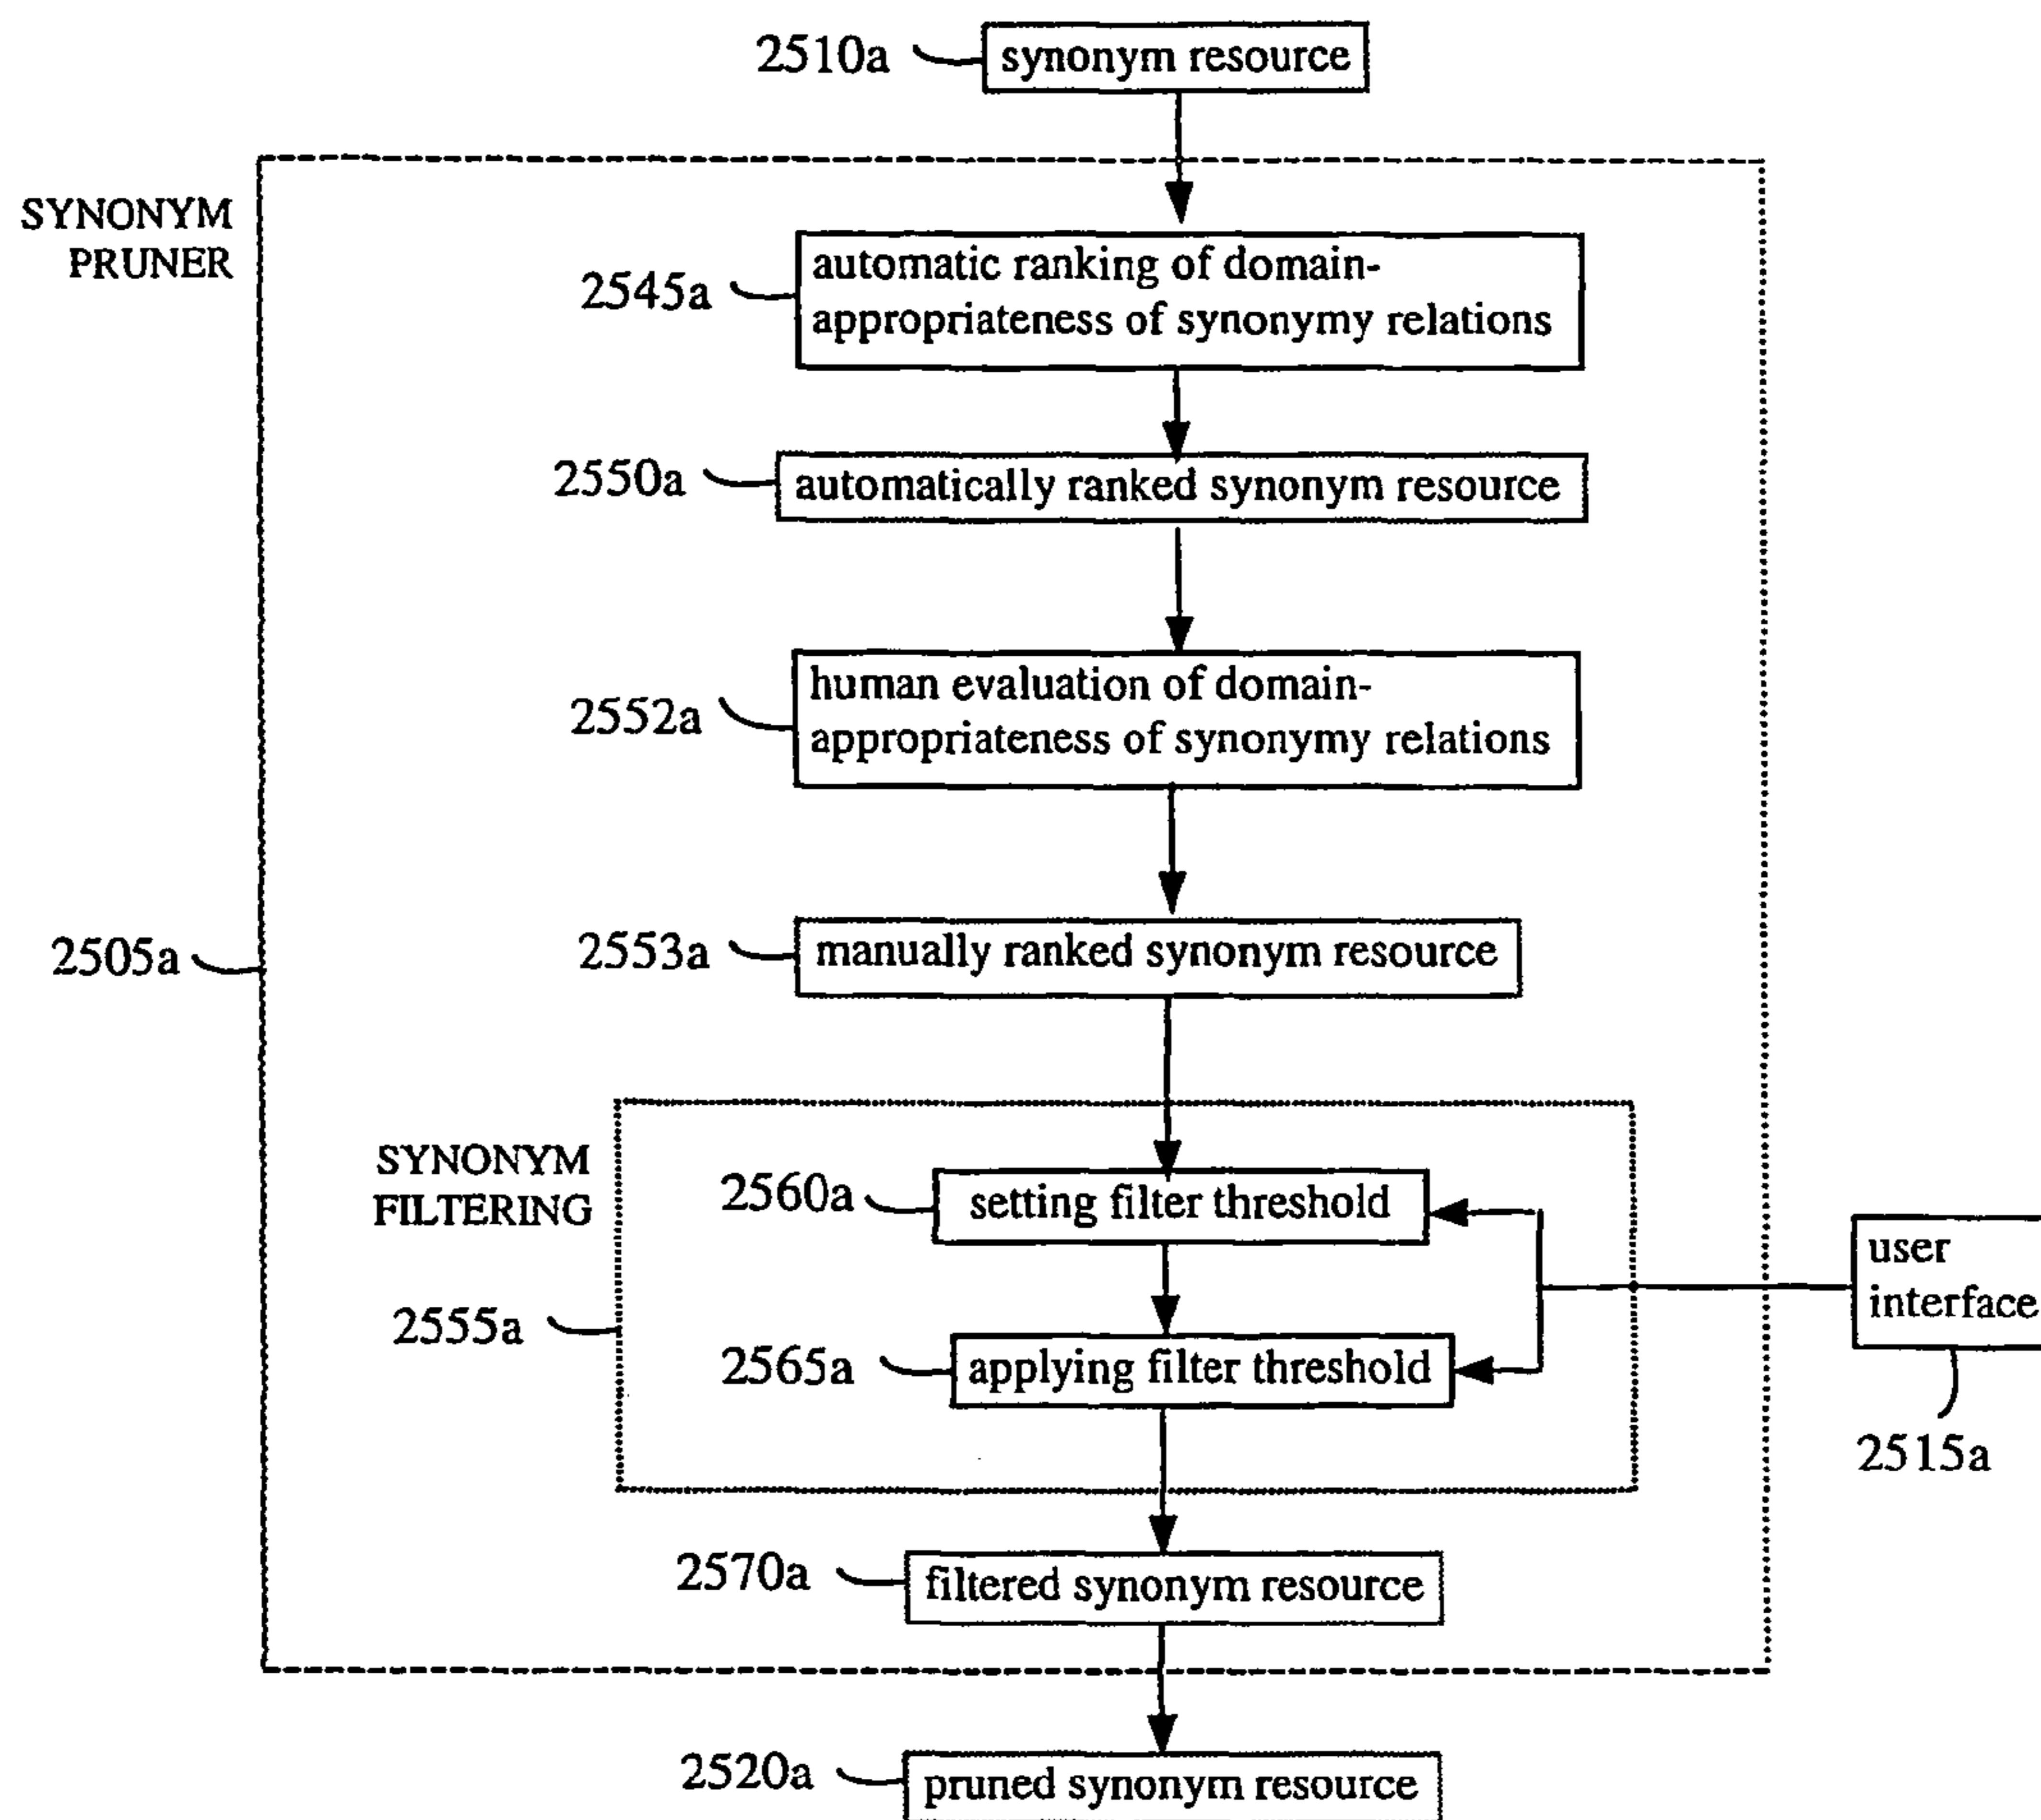 2510a
synonym resource
SYNONYM
PRUNER
2545a
automatic ranking of domain-
appropriateness of synonymy relations
2550a
automatically ranked synonym resource
2552a
human evaluation of domain-
appropriateness of synonymy relations
2505a
2553a
manually ranked synonym resource
SYNONYM
FILTERING
2560a
setting filter threshold
user
interface
2555a
2565a
applying filter threshold
2515a
2570a
filtered synonym resource
2520a
pruned synonym resource